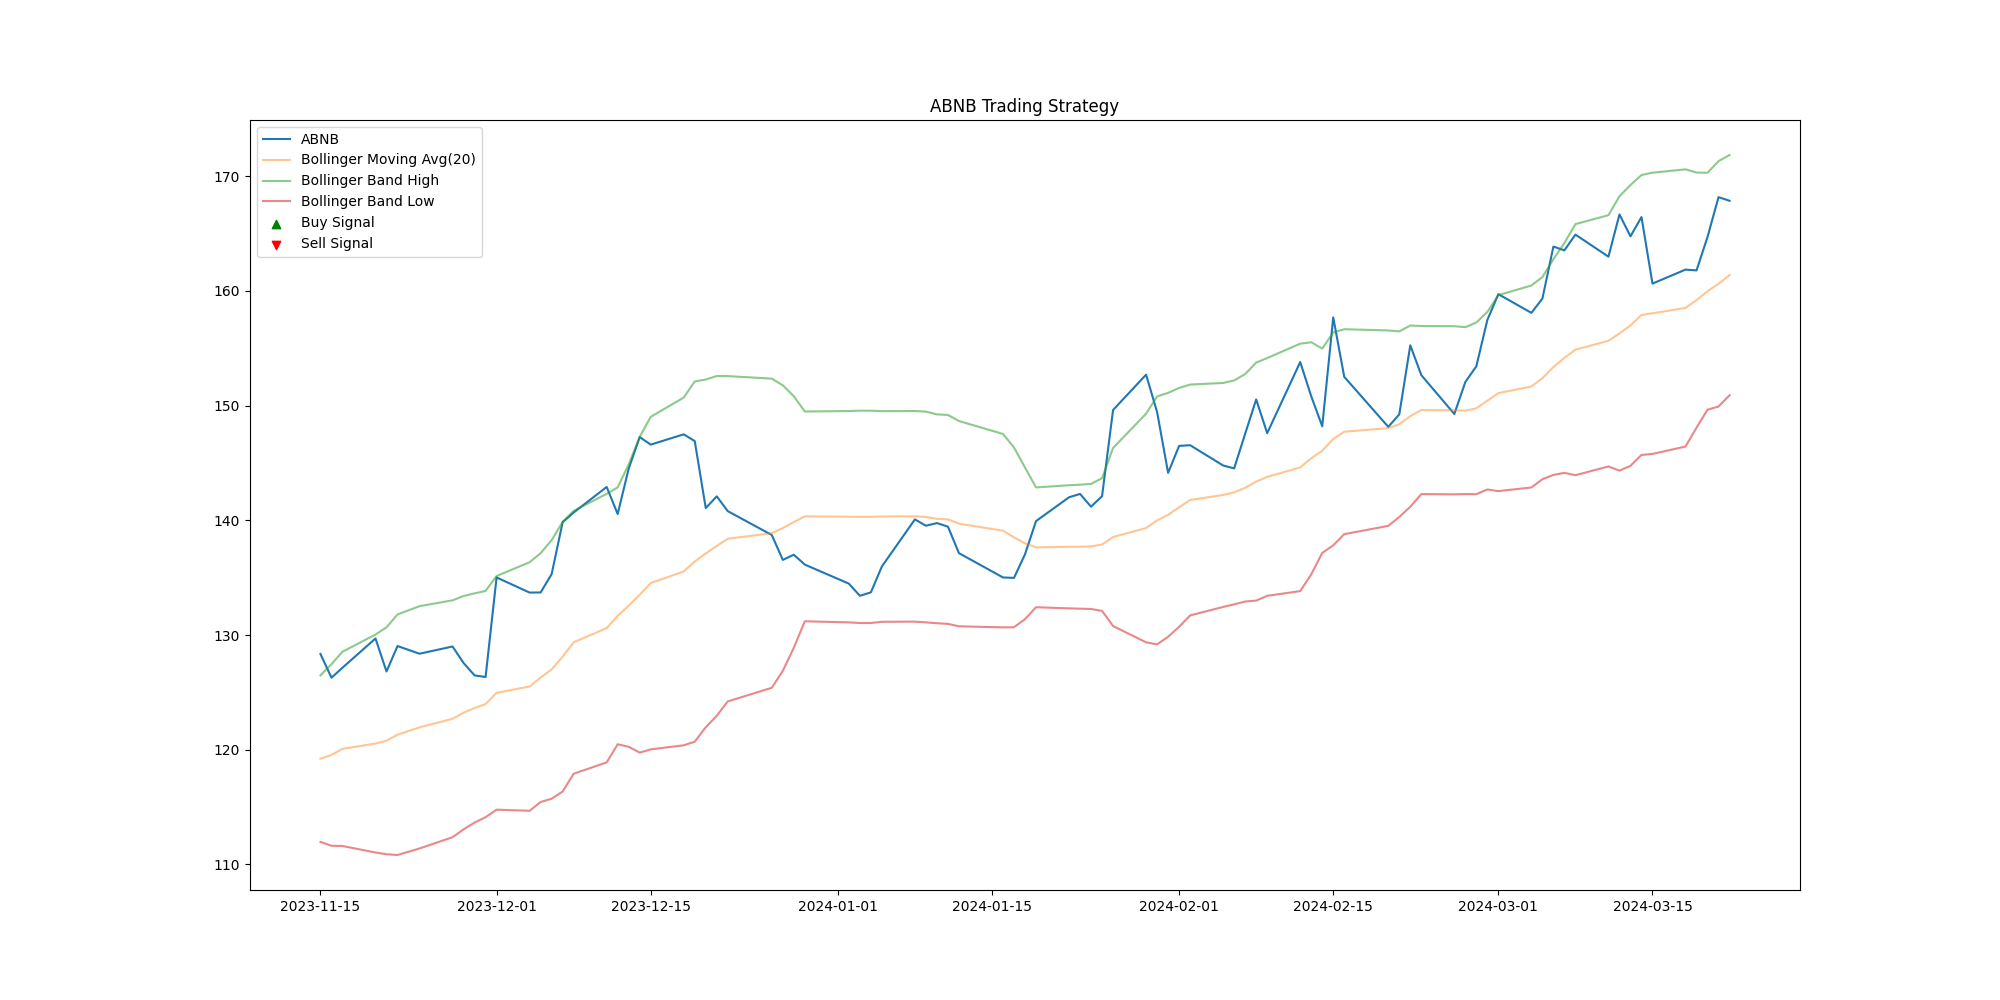 ABNB Trading Strategy
ABNB
Bollinger Moving Avg(20)
Bollinger Band High
Bollinger Band Low
Buy Signal
Sell Signal
170
160
150
140
130
120
110
2023-11-15 2023-12-01 2023-12-15 2024-01-01 2024-01-15 2024-02-01 2024-02-15 2024-03-01 2024-03-15